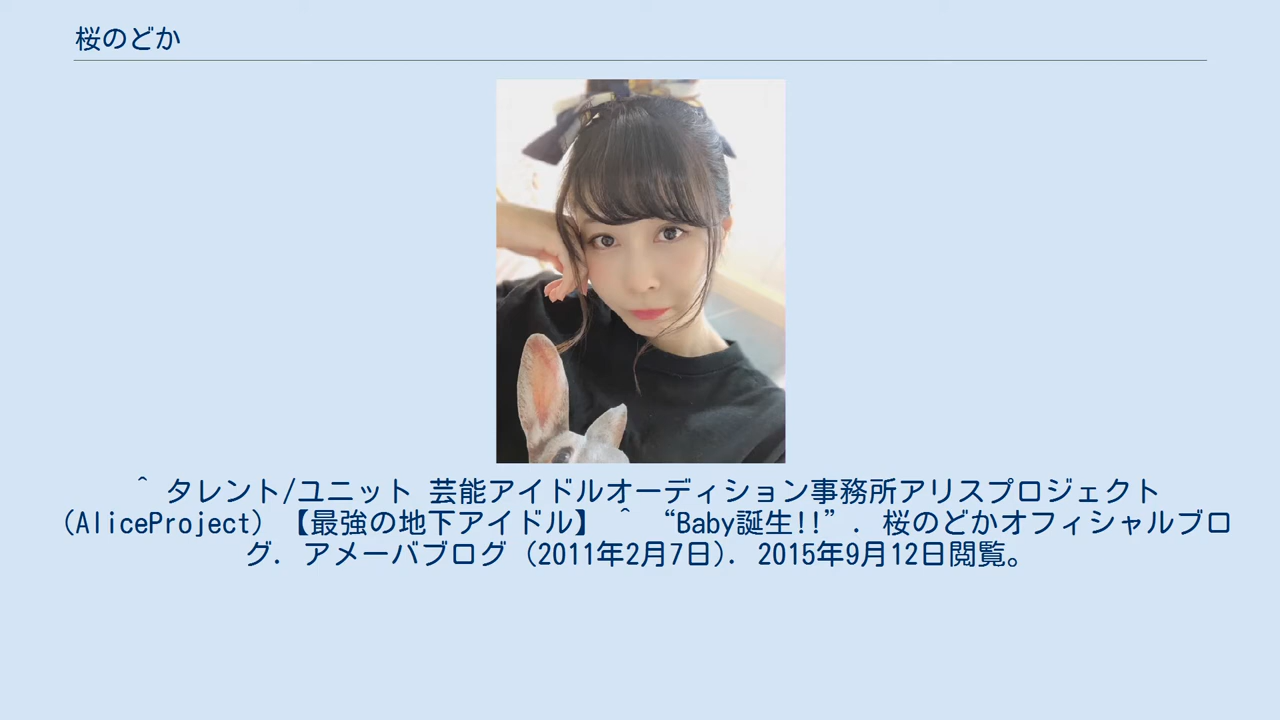 桜のどか
^ タレント/ユニット 芸能アイドルオーディション事務所アリスプロジェクト
(AliceProject) 【最強の地下アイドル】 ^ “Baby誕生!!”. 桜のどかオフィシャルブロ
グ. アメーバブログ (2011年2月7日). 2015年9月12日閲覧。